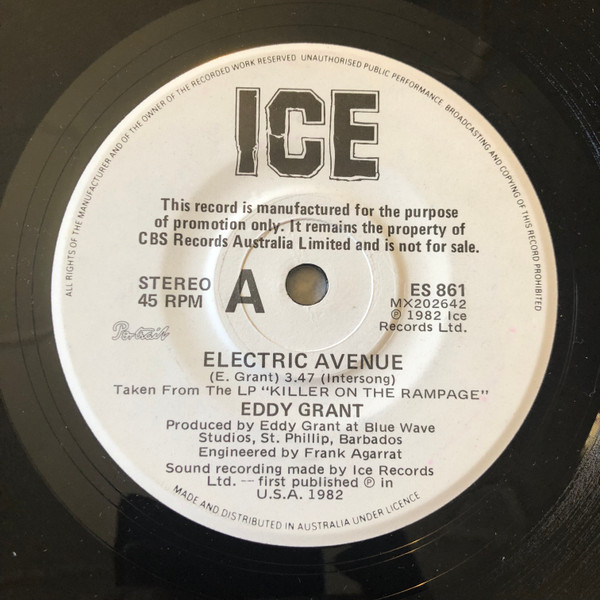 ALL RIGHTS OF THE MANUFACTURER AND OF THE OWNER OF THE RECORDED WORK RESERVED UNAUTHORISED PUBLIC PERFORMANCE BROADCASTING AND COPYING OF THIS RECORD PROHIBITED
ICE
This record is manufactured for the purpose
of promotion only. It remains the property of
CBS Records Australia Limited and is not for sale.
STEREO
45 RPM
A
ES 861
MX202642
℗ 1982 Ice
Records Ltd.
Portrait
ELECTRIC AVENUE
(E. Grant) 3.47 (Intersong)
Taken From The LP "KILLER ON THE RAMPAGE"
EDDY GRANT
Produced by Eddy Grant at Blue Wave
Studios, St. Phillip, Barbados
Engineered by Frank Agarrat
Sound recording made by Ice Records
Ltd. -- first published ℗ in
U.S.A. 1982
MADE AND DISTRIBUTED IN AUSTRALIA UNDER LICENCE